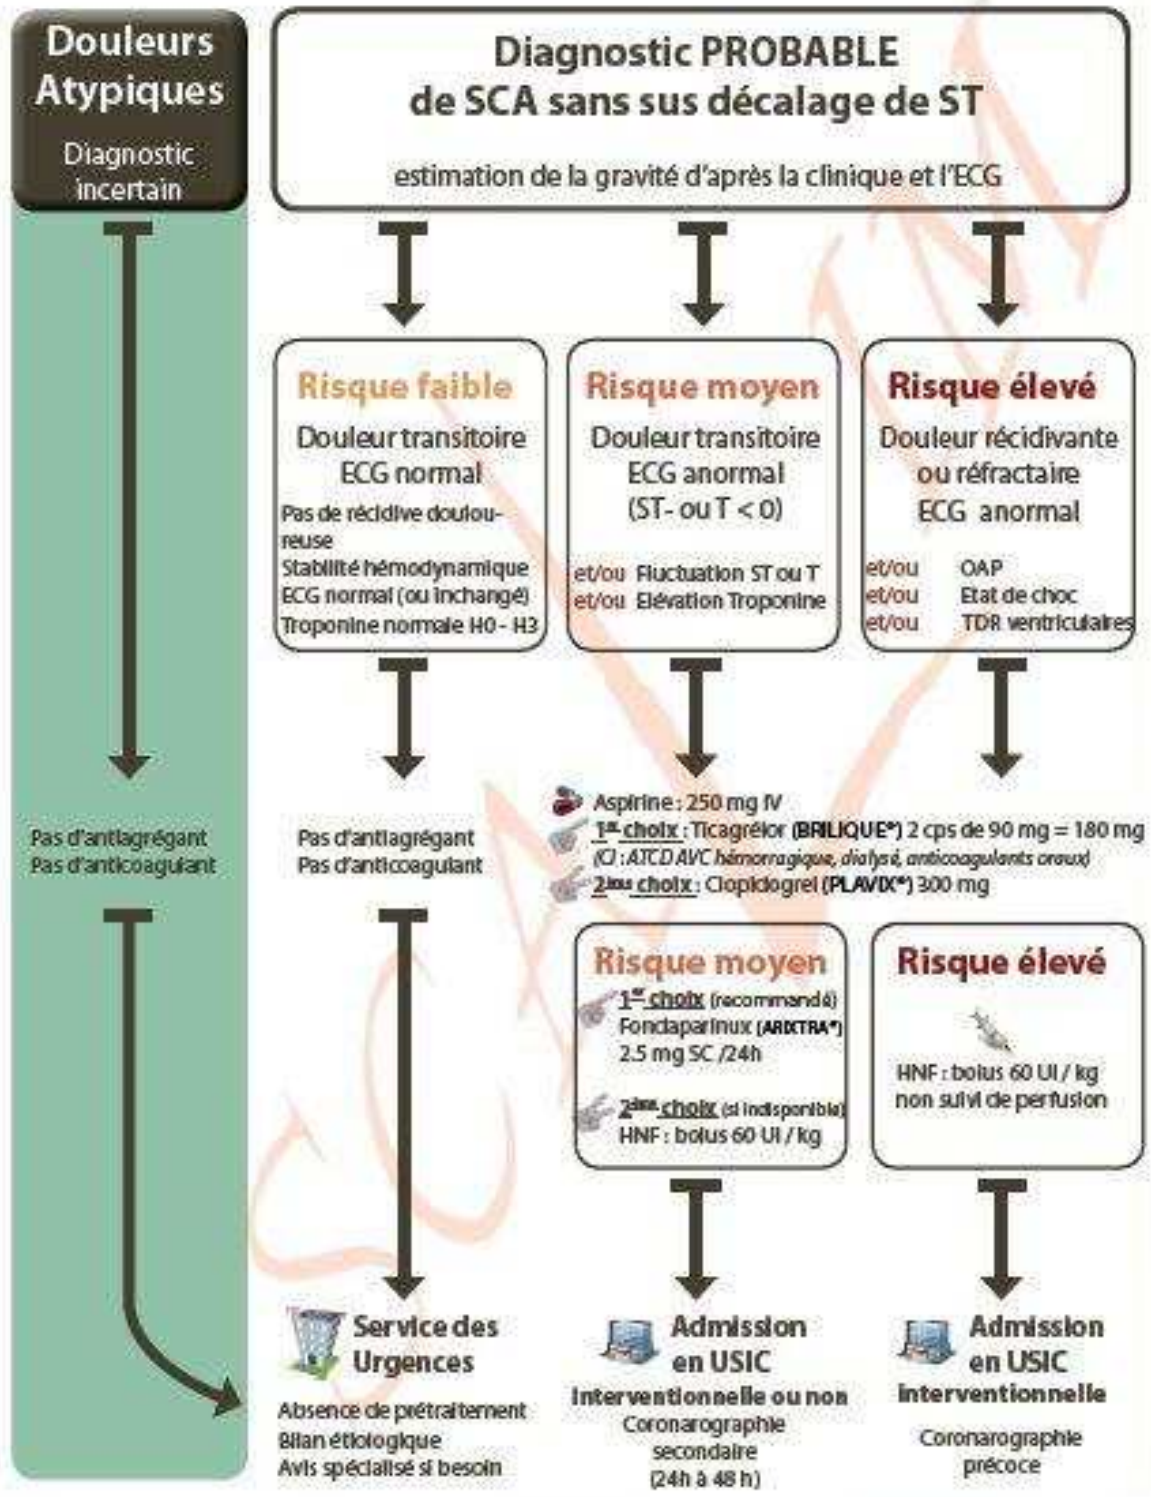 Douleurs
Atypiques
Diagnostic
incertain
Diagnostic PROBABLE
de SCA sans sus décalage de ST
estimation de la gravité d'après la clinique et l'ECG
Risque faible
Douleur transitoire
ECG normal
Pas de récidive doulou-
reuse
Stabilité hémodynamique
ECG normal (ou inchangé)
Troponine normale H0 - H3
Risque moyen
Douleur transitoire
ECG anormal
(ST- ou T < 0)
et/ou Fluctuation ST ou T
et/ou Elévation Troponine
Risque élevé
Douleur récidivante
ou réfractaire
ECG anormal
et/ou OAP
et/ou Etat de choc
et/ou TDR ventriculaires
Pas d'antiagrégant
Pas d'anticoagulant
Pas d'antiagrégant
Pas d'anticoagulant
Aspirine : 250 mg IV
1er choix : Ticagrélor (BRILIQUE®) 2 cps de 90 mg = 180 mg
(CI : ATCD AVC hémorragique, dialysé, anticoagulants oraux)
2ème choix : Clopidogrel (PLAVIX®) 300 mg
Risque moyen
1er choix (recommandé)
Fondaparinux (ARIXTRA®)
2.5 mg SC /24h
2ème choix (si indisponible)
HNF : bolus 60 UI / kg
Risque élevé
HNF : bolus 60 UI / kg
non suivi de perfusion
Service des
Urgences
Absence de prétraitement
Bilan étiologique
Avis spécialisé si besoin
Admission
en USIC
interventionnelle ou non
Coronarographie
secondaire
(24h à 48 h)
Admission
en USIC
interventionnelle
Coronarographie
précoce